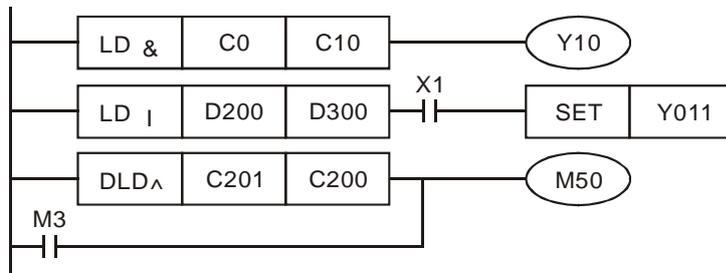 LD & C0 C10 Y10
X1
LD | D200 D300 SET Y011
DLD^ C201 C200 M50
M3